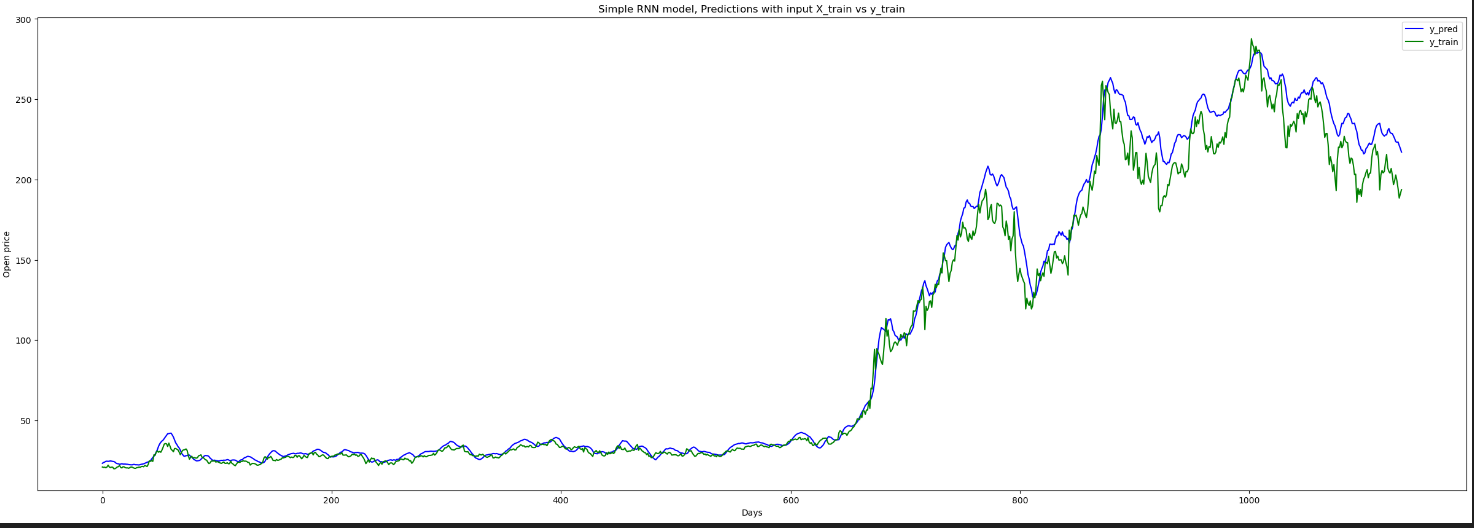 Simple RNN model, Predictions with input X_train vs y_train
y_pred
y_train
300
250
200
150
100
50
Open price
0
200
400
600
800
1000
Days